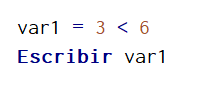 var1 = 3 < 6
Escribir var1